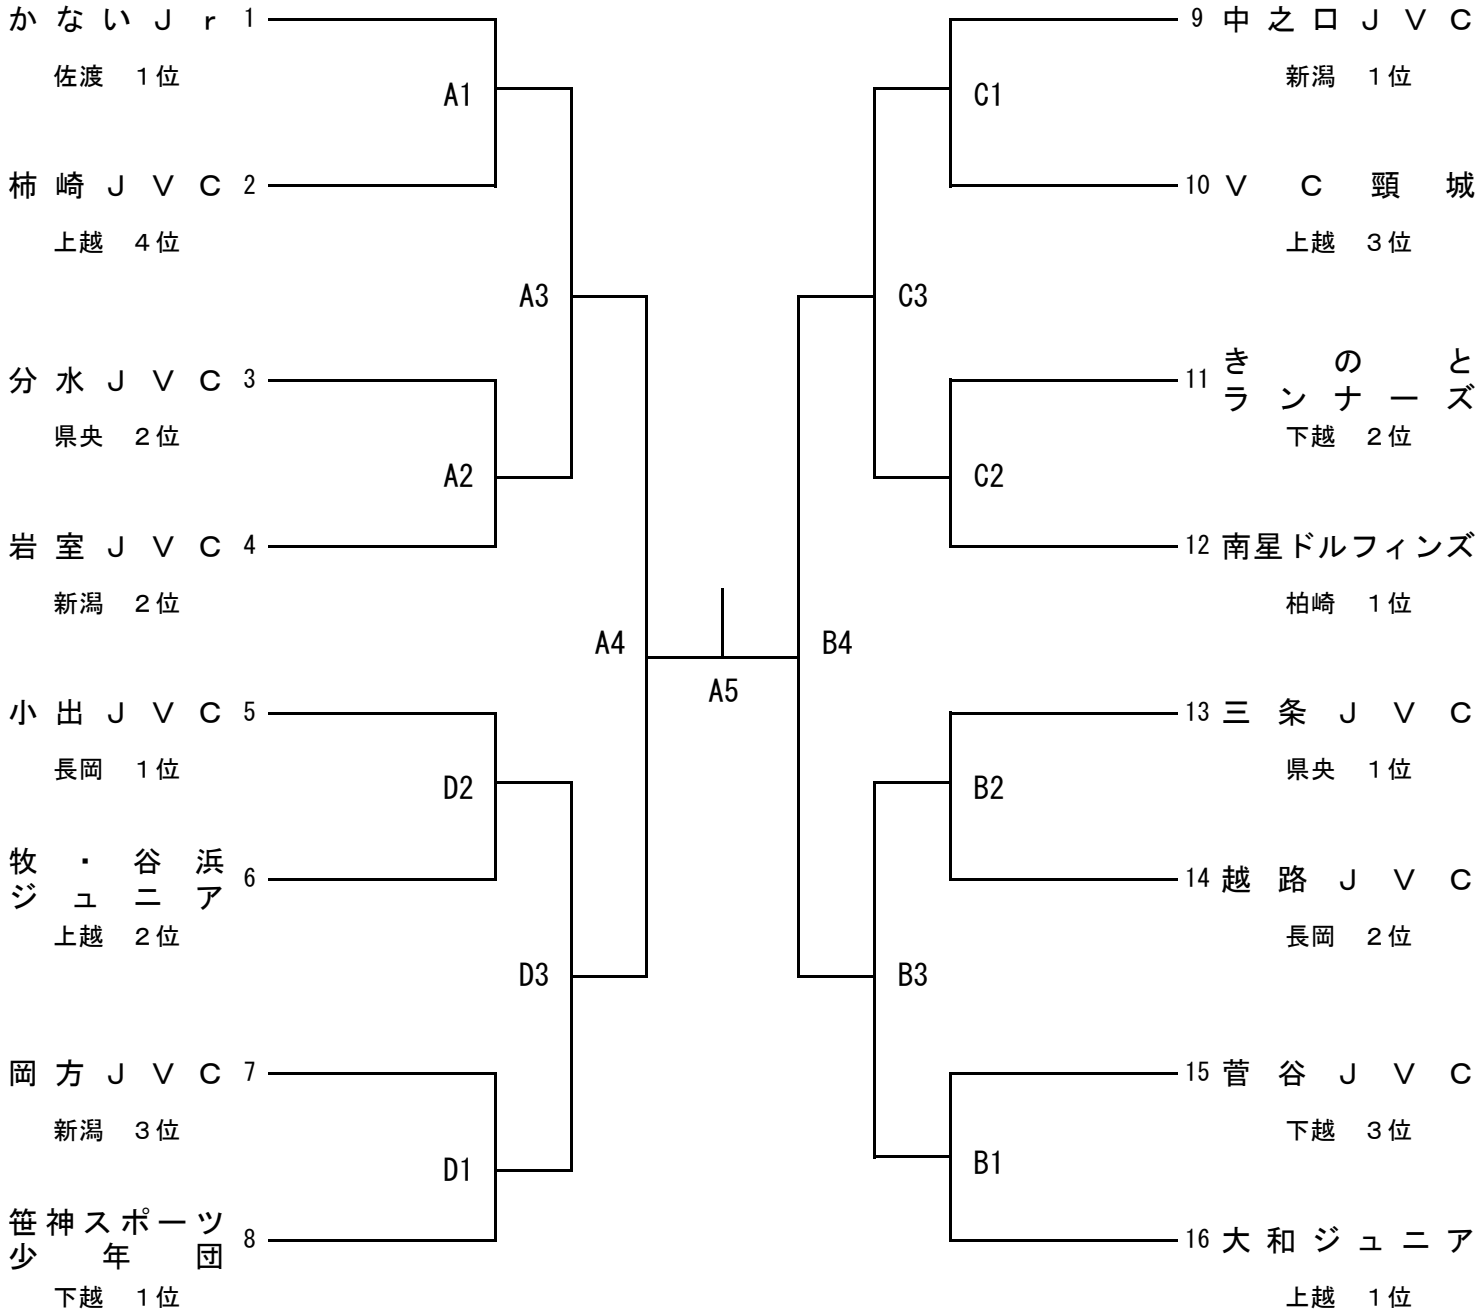 かないＪｒ 1
佐渡　１位
A1
柿崎ＪＶＣ 2
上越　４位
A3
分水ＪＶＣ 3
県央　２位
A2
岩室ＪＶＣ 4
新潟　２位
A4
小出ＪＶＣ 5
長岡　１位
D2
牧・谷浜
ジュニア 6
上越　２位
D3
岡方ＪＶＣ 7
新潟　３位
D1
笹神スポーツ
少年団 8
下越　１位
A5
9 中之口ＪＶＣ
新潟　１位
C1
10 ＶＣ頸城
上越　３位
C3
11 きのと
ランナーズ
下越　２位
C2
12 南星ドルフィンズ
柏崎　１位
B4
13 三条ＪＶＣ
県央　１位
B2
14 越路ＪＶＣ
長岡　２位
B3
15 菅谷ＪＶＣ
下越　３位
B1
16 大和ジュニア
上越　１位